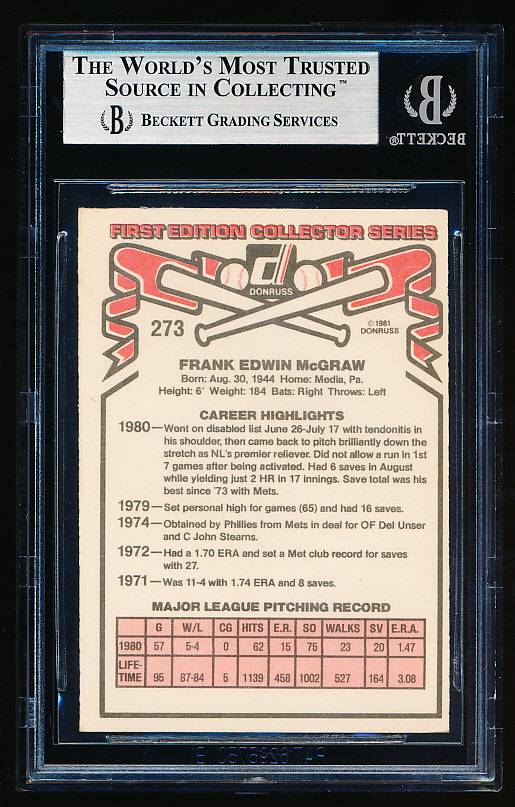 THE WORLD'S MOST TRUSTED
SOURCE IN COLLECTING™
B BECKETT GRADING SERVICES
B
BECKETT®
FIRST EDITION COLLECTOR SERIES
d
DONRUSS
273
©1981
DONRUSS
FRANK EDWIN McGRAW
Born: Aug. 30, 1944 Home: Media, Pa.
Height: 6' Weight: 184 Bats: Right Throws: Left
CAREER HIGHLIGHTS
1980—Went on disabled list June 26-July 17 with tendonitis in
his shoulder, then came back to pitch brilliantly down the
stretch as NL's premier reliever. Did not allow a run in 1st
7 games after being activated. Had 6 saves in August
while yielding just 2 HR in 17 innings. Save total was his
best since '73 with Mets.
1979—Set personal high for games (65) and had 16 saves.
1974—Obtained by Phillies from Mets in deal for OF Del Unser
and C John Stearns.
1972—Had a 1.70 ERA and set a Met club record for saves
with 27.
1971—Was 11-4 with 1.74 ERA and 8 saves.
MAJOR LEAGUE PITCHING RECORD
G W/L CG HITS E.R. SO WALKS SV E.R.A.
1980 57 5-4 0 62 15 75 23 20 1.47
LIFE-
TIME 95 87-84 5 1139 458 1002 527 164 3.08